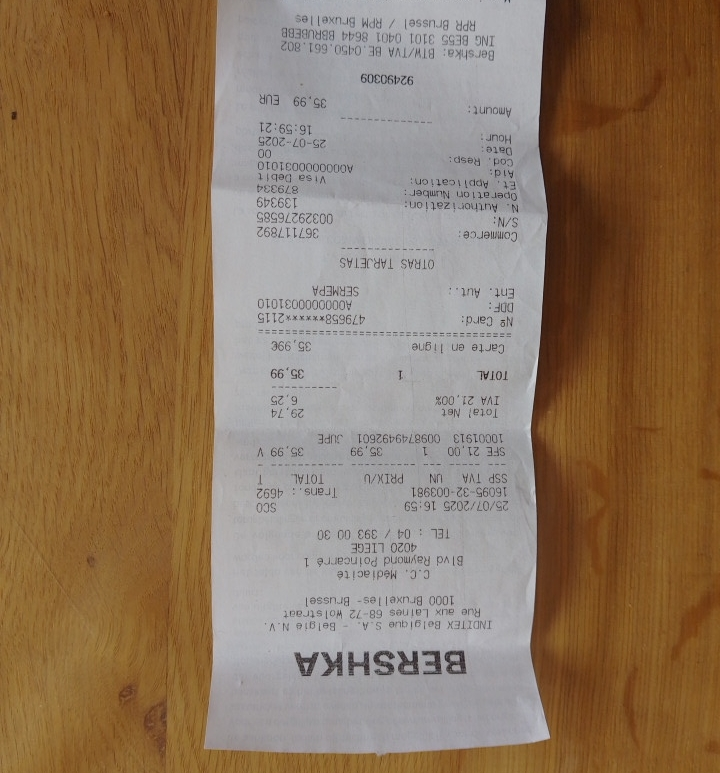 BERSHKA
INDITEX Belgique S.A. - Belgie N.V.
Rue aux Laines 68-72 Wolstraat
1000 Bruxelles- Brussel
C.C. Médiacite
Blvd Raymond Poincarré 1
4020 LIEGE
TEL : 04 / 393 00 30
25/07/2025 16:59 SCO
16095-32-003981 Trans.: 4692
SSP TVA UN PRIX/U TOTAL T
SFE 21,00 1 35,99 35,99 V
10001913 00987492601 JUPE
Total Net 29,74
IVA 21,00% 6,25
TOTAL 1 35,99
Carte en ligne 35,99€
Nº Card: 479658******2115
DDF: A0000000031010
Ent. Aut.: SERMEPA
OTRAS TARJETAS
Commerce: 367117892
S/N: 00329276585
N. Authorization: 139349
Operation Number: 879334
Et. Application: Visa Debit
Aid: A0000000031010
Cod. Resp: 00
Date: 25-07-2025
Hour: 16:59:21
Amount: 35,99 EUR
924900309
Bershka: BTW/TVA BE.0450.661.802
ING BE55 3101 0401 8644 BBRUBEBB
RPR Brussel / RPM Bruxelles